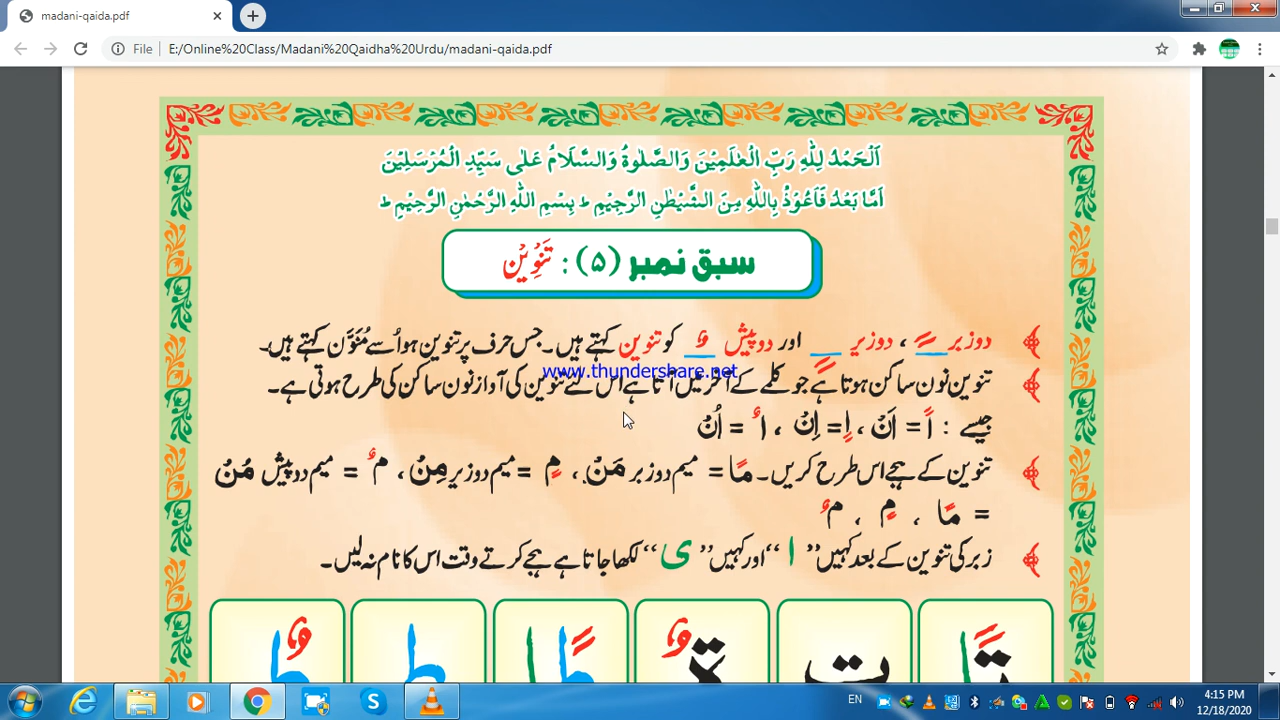 madani-qaida.pdf
File | E:/Online%20Class/Madani%20Qaidha%20Urdu/madani-qaida.pdf
اَلْحَمْدُ لِلّٰهِ رَبِّ الْعٰلَمِيْنَ وَالصَّلٰوةُ وَالسَّلَامُ عَلٰى سَيِّدِ الْمُرْسَلِيْنَ
اَمَّا بَعْدُ فَاَعُوْذُ بِاللّٰهِ مِنَ الشَّيْطٰنِ الرَّجِيْمِ ط بِسْمِ اللّٰهِ الرَّحْمٰنِ الرَّحِيْمِ ط
سبق نمبر (۵) : تَنْوِيْن
دوزبر ــً ، دوزیر ــٍ اور دوپیش ــٌ کو تنوین کہتے ہیں۔ جس حرف پر تنوین ہو اُسے مُنَوَّن کہتے ہیں۔
تنوین نون ساکن ہوتا ہے جو کلمے کے آخر میں آتا ہے اس لئے تنوین کی آواز نون ساکن کی طرح ہوتی ہے۔
www.thundershare.net
جیسے : اً = اَنْ ، اٍ = اِنْ ، اٌ = اُنْ
تنوین کے ہجے اس طرح کریں۔ مًا = میم دوزبر مَنْ ، مٍ = میم دوزیر مِنْ ، مٌ = میم دوپیش مُنْ
= مًا ، مٍ ، مٌ
زبر کی تنوین کے بعد کہیں "ا" اور کہیں "ی" لکھا جاتا ہے ہجے کرتے وقت اس کا نام نہ لیں۔
تًا تٍ تٌ طًا طٍ طٌ
EN
4:15 PM
12/18/2020